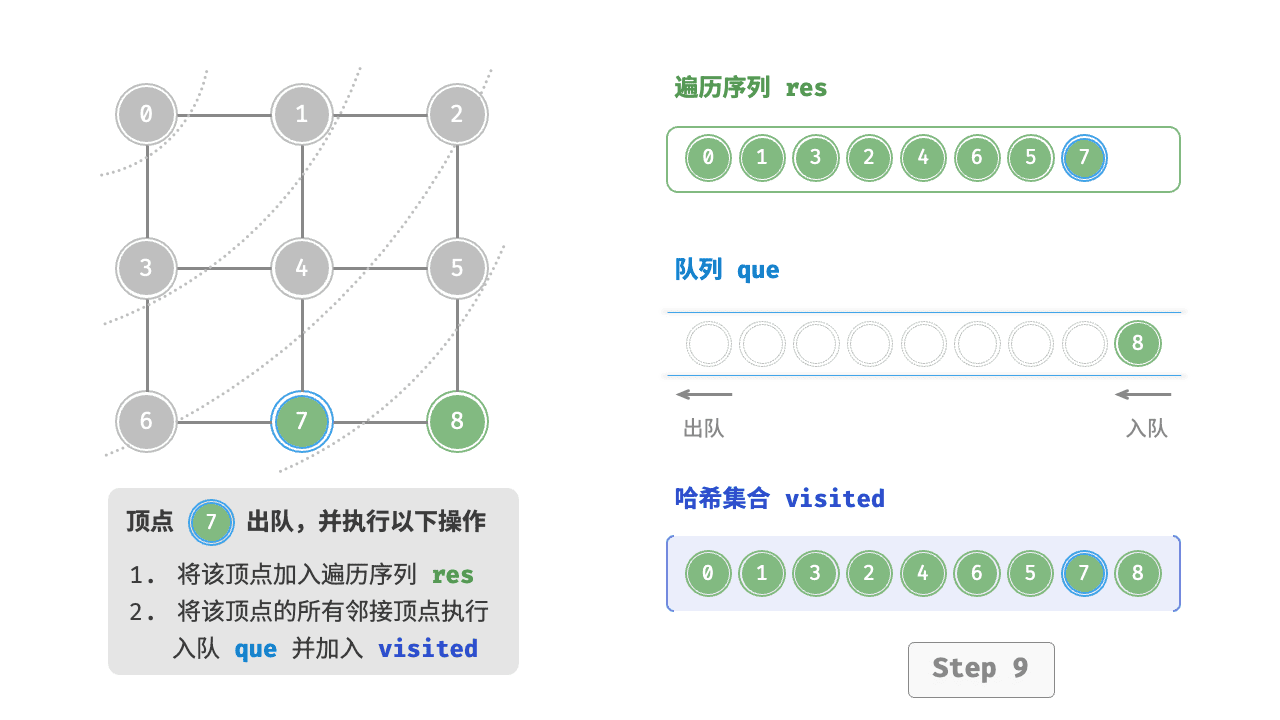 0 1 2
3 4 5
6 7 8
顶点 7 出队，并执行以下操作
1. 将该顶点加入遍历序列 res
2. 将该顶点的所有邻接顶点执行
入队 que 并加入 visited
遍历序列 res
0 1 3 2 4 6 5 7
队列 que
8
出队 入队
哈希集合 visited
0 1 3 2 4 6 5 7 8
Step 9